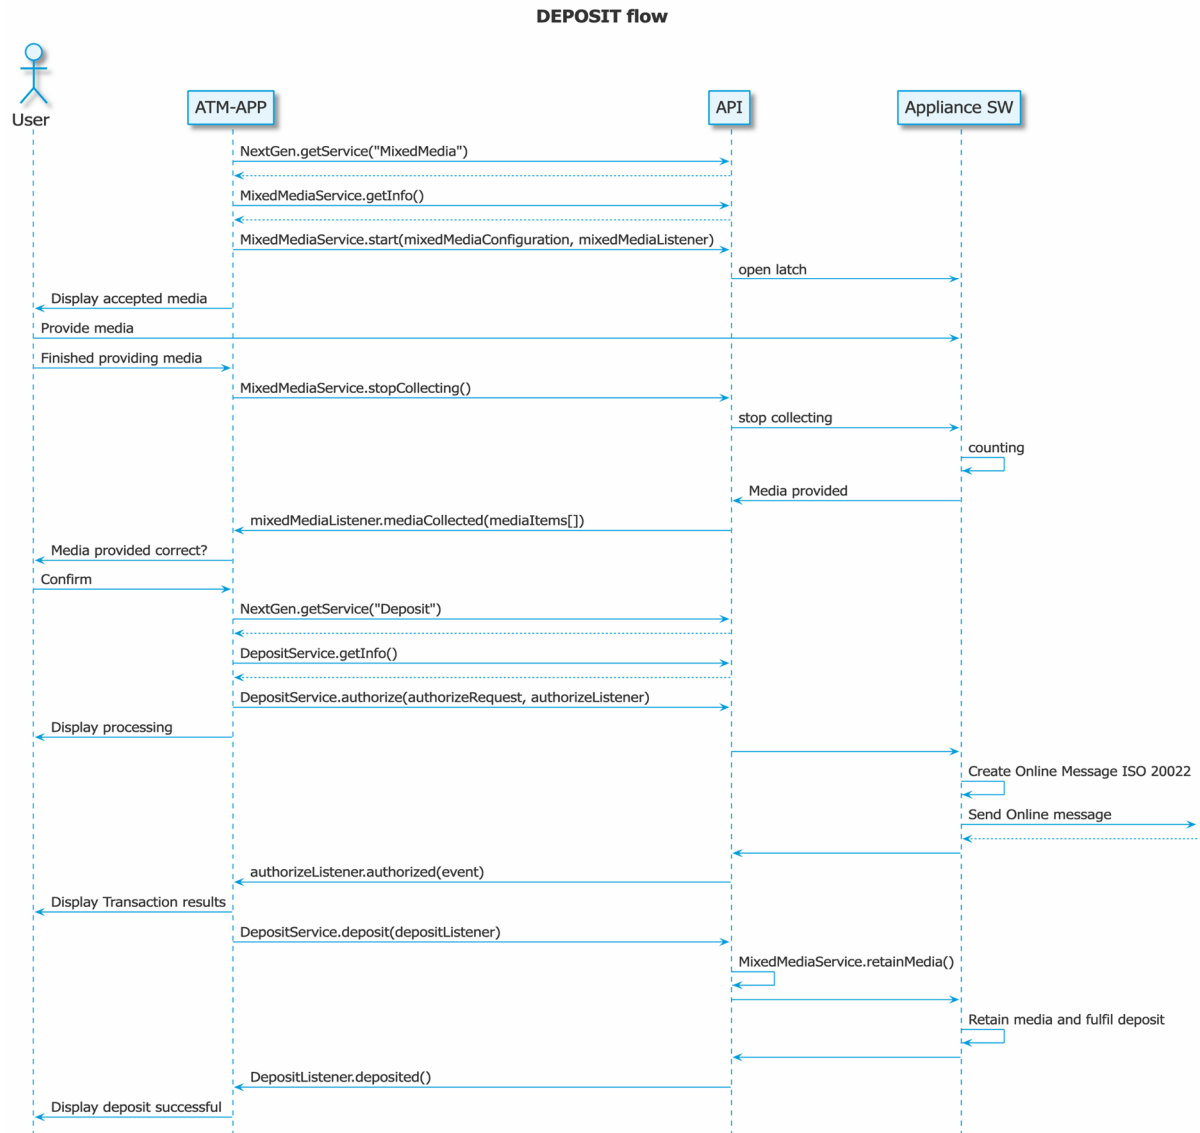 DEPOSIT flow
User
ATM-APP
API
Appliance SW
NextGen.getService("MixedMedia")
MixedMediaService.getInfo()
MixedMediaService.start(mixedMediaConfiguration, mixedMediaListener)
open latch
Display accepted media
Provide media
Finished providing media
MixedMediaService.stopCollecting()
stop collecting
counting
Media provided
mixedMediaListener.mediaCollected(mediaItems[])
Media provided correct?
Confirm
NextGen.getService("Deposit")
DepositService.getInfo()
DepositService.authorize(authorizeRequest, authorizeListener)
Display processing
Create Online Message ISO 20022
Send Online message
authorizeListener.authorized(event)
Display Transaction results
DepositService.deposit(depositListener)
MixedMediaService.retainMedia()
Retain media and fulfil deposit
DepositListener.deposited()
Display deposit successful